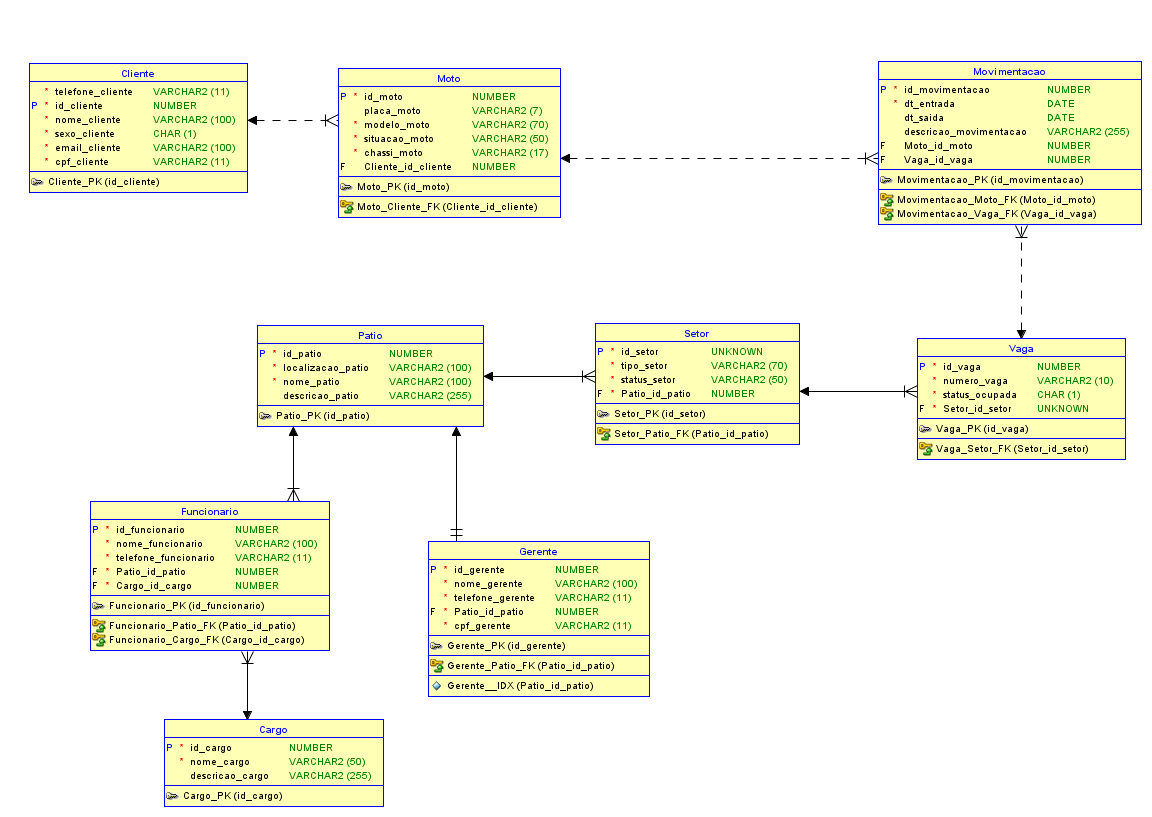 Cliente
* telefone_cliente VARCHAR2 (11)
P * id_cliente NUMBER
* nome_cliente VARCHAR2 (100)
* sexo_cliente CHAR (1)
* email_cliente VARCHAR2 (100)
* cpf_cliente VARCHAR2 (11)
Cliente_PK (id_cliente)
Moto
P * id_moto NUMBER
placa_moto VARCHAR2 (7)
* modelo_moto VARCHAR2 (70)
* situacao_moto VARCHAR2 (50)
* chassi_moto VARCHAR2 (17)
F Cliente_id_cliente NUMBER
Moto_PK (id_moto)
Moto_Cliente_FK (Cliente_id_cliente)
Movimentacao
P * id_movimentacao NUMBER
* dt_entrada DATE
dt_saida DATE
descricao_movimentacao VARCHAR2 (255)
F Moto_id_moto NUMBER
F Vaga_id_vaga NUMBER
Movimentacao_PK (id_movimentacao)
Movimentacao_Moto_FK (Moto_id_moto)
Movimentacao_Vaga_FK (Vaga_id_vaga)
Patio
P * id_patio NUMBER
* localizacao_patio VARCHAR2 (100)
* nome_patio VARCHAR2 (100)
descricao_patio VARCHAR2 (255)
Patio_PK (id_patio)
Setor
P * id_setor UNKNOWN
* tipo_setor VARCHAR2 (70)
* status_setor VARCHAR2 (50)
F * Patio_id_patio NUMBER
Setor_PK (id_setor)
Setor_Patio_FK (Patio_id_patio)
Vaga
P * id_vaga NUMBER
* numero_vaga VARCHAR2 (10)
* status_ocupada CHAR (1)
F * Setor_id_setor UNKNOWN
Vaga_PK (id_vaga)
Vaga_Setor_FK (Setor_id_setor)
Funcionario
P * id_funcionario NUMBER
* nome_funcionario VARCHAR2 (100)
* telefone_funcionario VARCHAR2 (11)
F * Patio_id_patio NUMBER
F * Cargo_id_cargo NUMBER
Funcionario_PK (id_funcionario)
Funcionario_Patio_FK (Patio_id_patio)
Funcionario_Cargo_FK (Cargo_id_cargo)
Gerente
P * id_gerente NUMBER
* nome_gerente VARCHAR2 (100)
* telefone_gerente VARCHAR2 (11)
F * Patio_id_patio NUMBER
* cpf_gerente VARCHAR2 (11)
Gerente_PK (id_gerente)
Gerente_Patio_FK (Patio_id_patio)
Gerente__IDX (Patio_id_patio)
Cargo
P * id_cargo NUMBER
* nome_cargo VARCHAR2 (50)
descricao_cargo VARCHAR2 (255)
Cargo_PK (id_cargo)